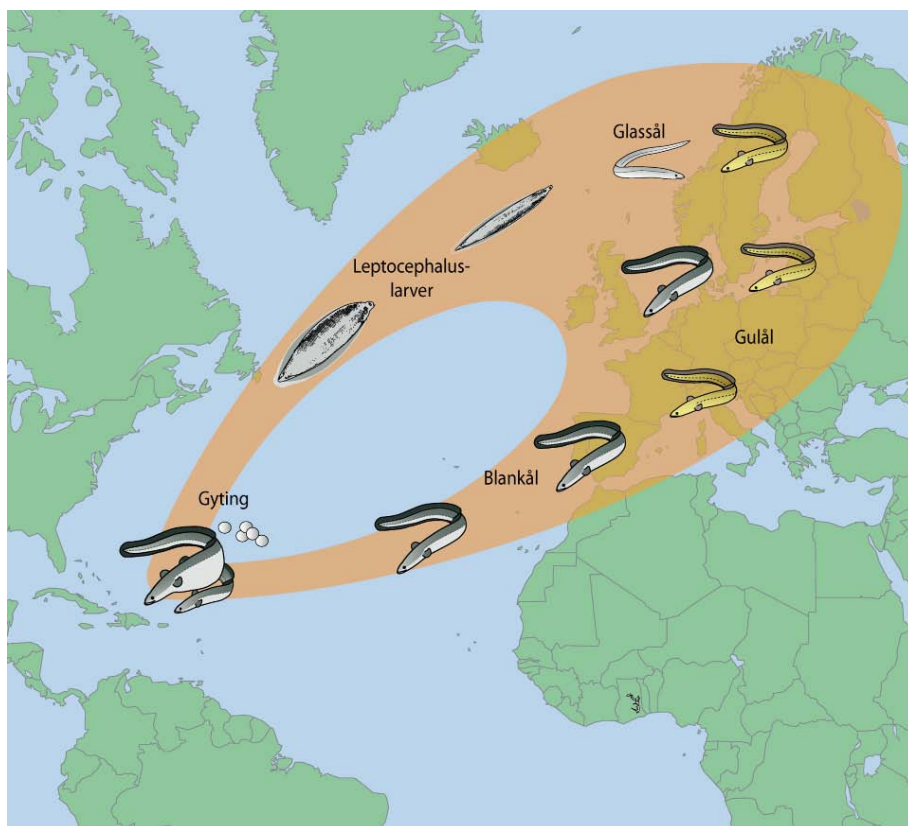 Glassål
Leptocephalus-
larver
Gulål
Blankål
Gyting